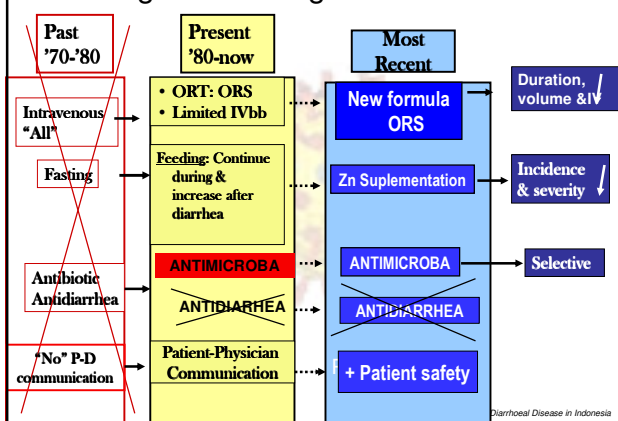 Past
'70-'80
Present
'80-now
Most
Recent
Intravenous
"All"
• ORT: ORS
• Limited IVbb
New formula
ORS
Duration,
volume &IV
Fasting
Feeding: Continue
during &
increase after
diarrhea
Zn Suplementation
Incidence
& severity
Antibiotic
Antidiarrhea
ANTIMICROBA
ANTIDIARHEA
ANTIMICROBA
ANTIDIARRHEA
Selective
"No" P-D
communication
Patient-Physician
Communication
+ Patient safety
Diarrhoeal Disease in Indonesia